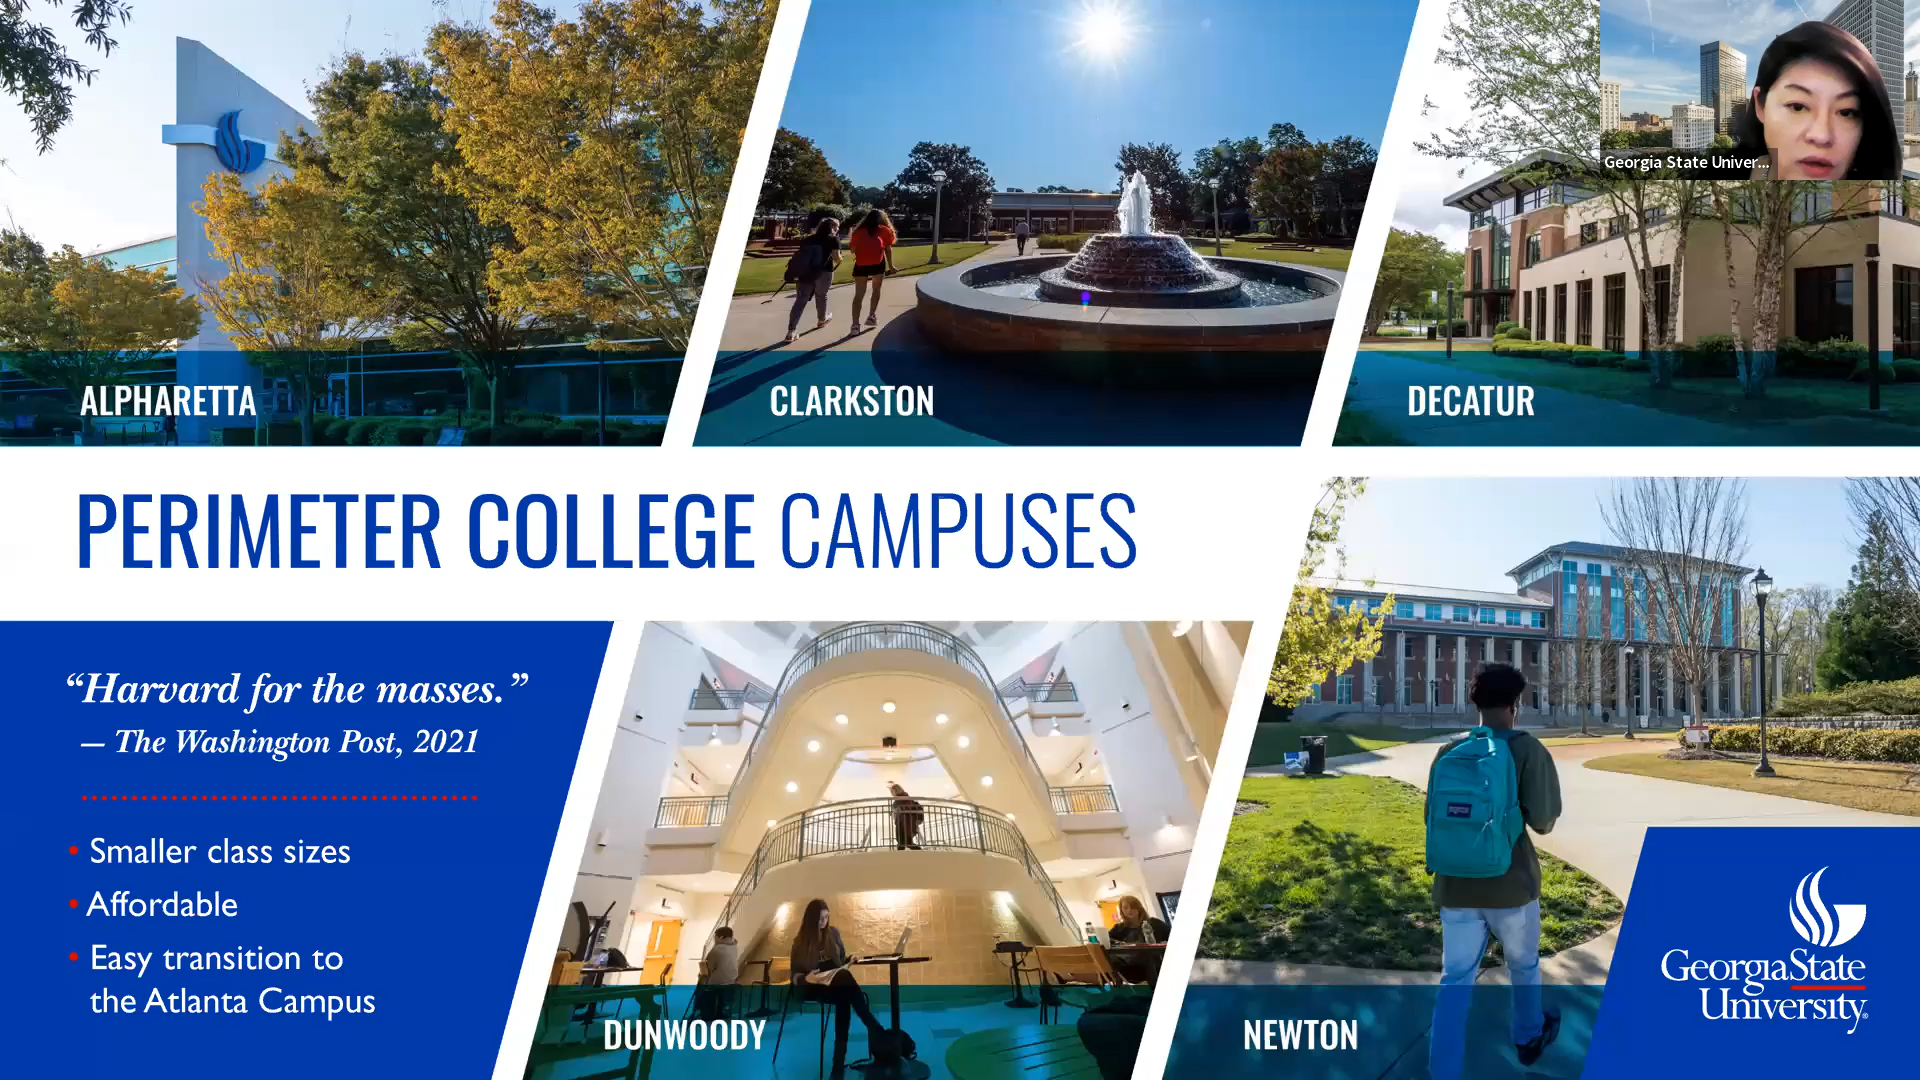 Georgia State Univer...
ALPHARETTA
CLARKSTON
DECATUR
PERIMETER COLLEGE CAMPUSES
“Harvard for the masses.”
— The Washington Post, 2021
• Smaller class sizes
• Affordable
• Easy transition to
the Atlanta Campus
DUNWOODY
NEWTON
GeorgiaState
University®